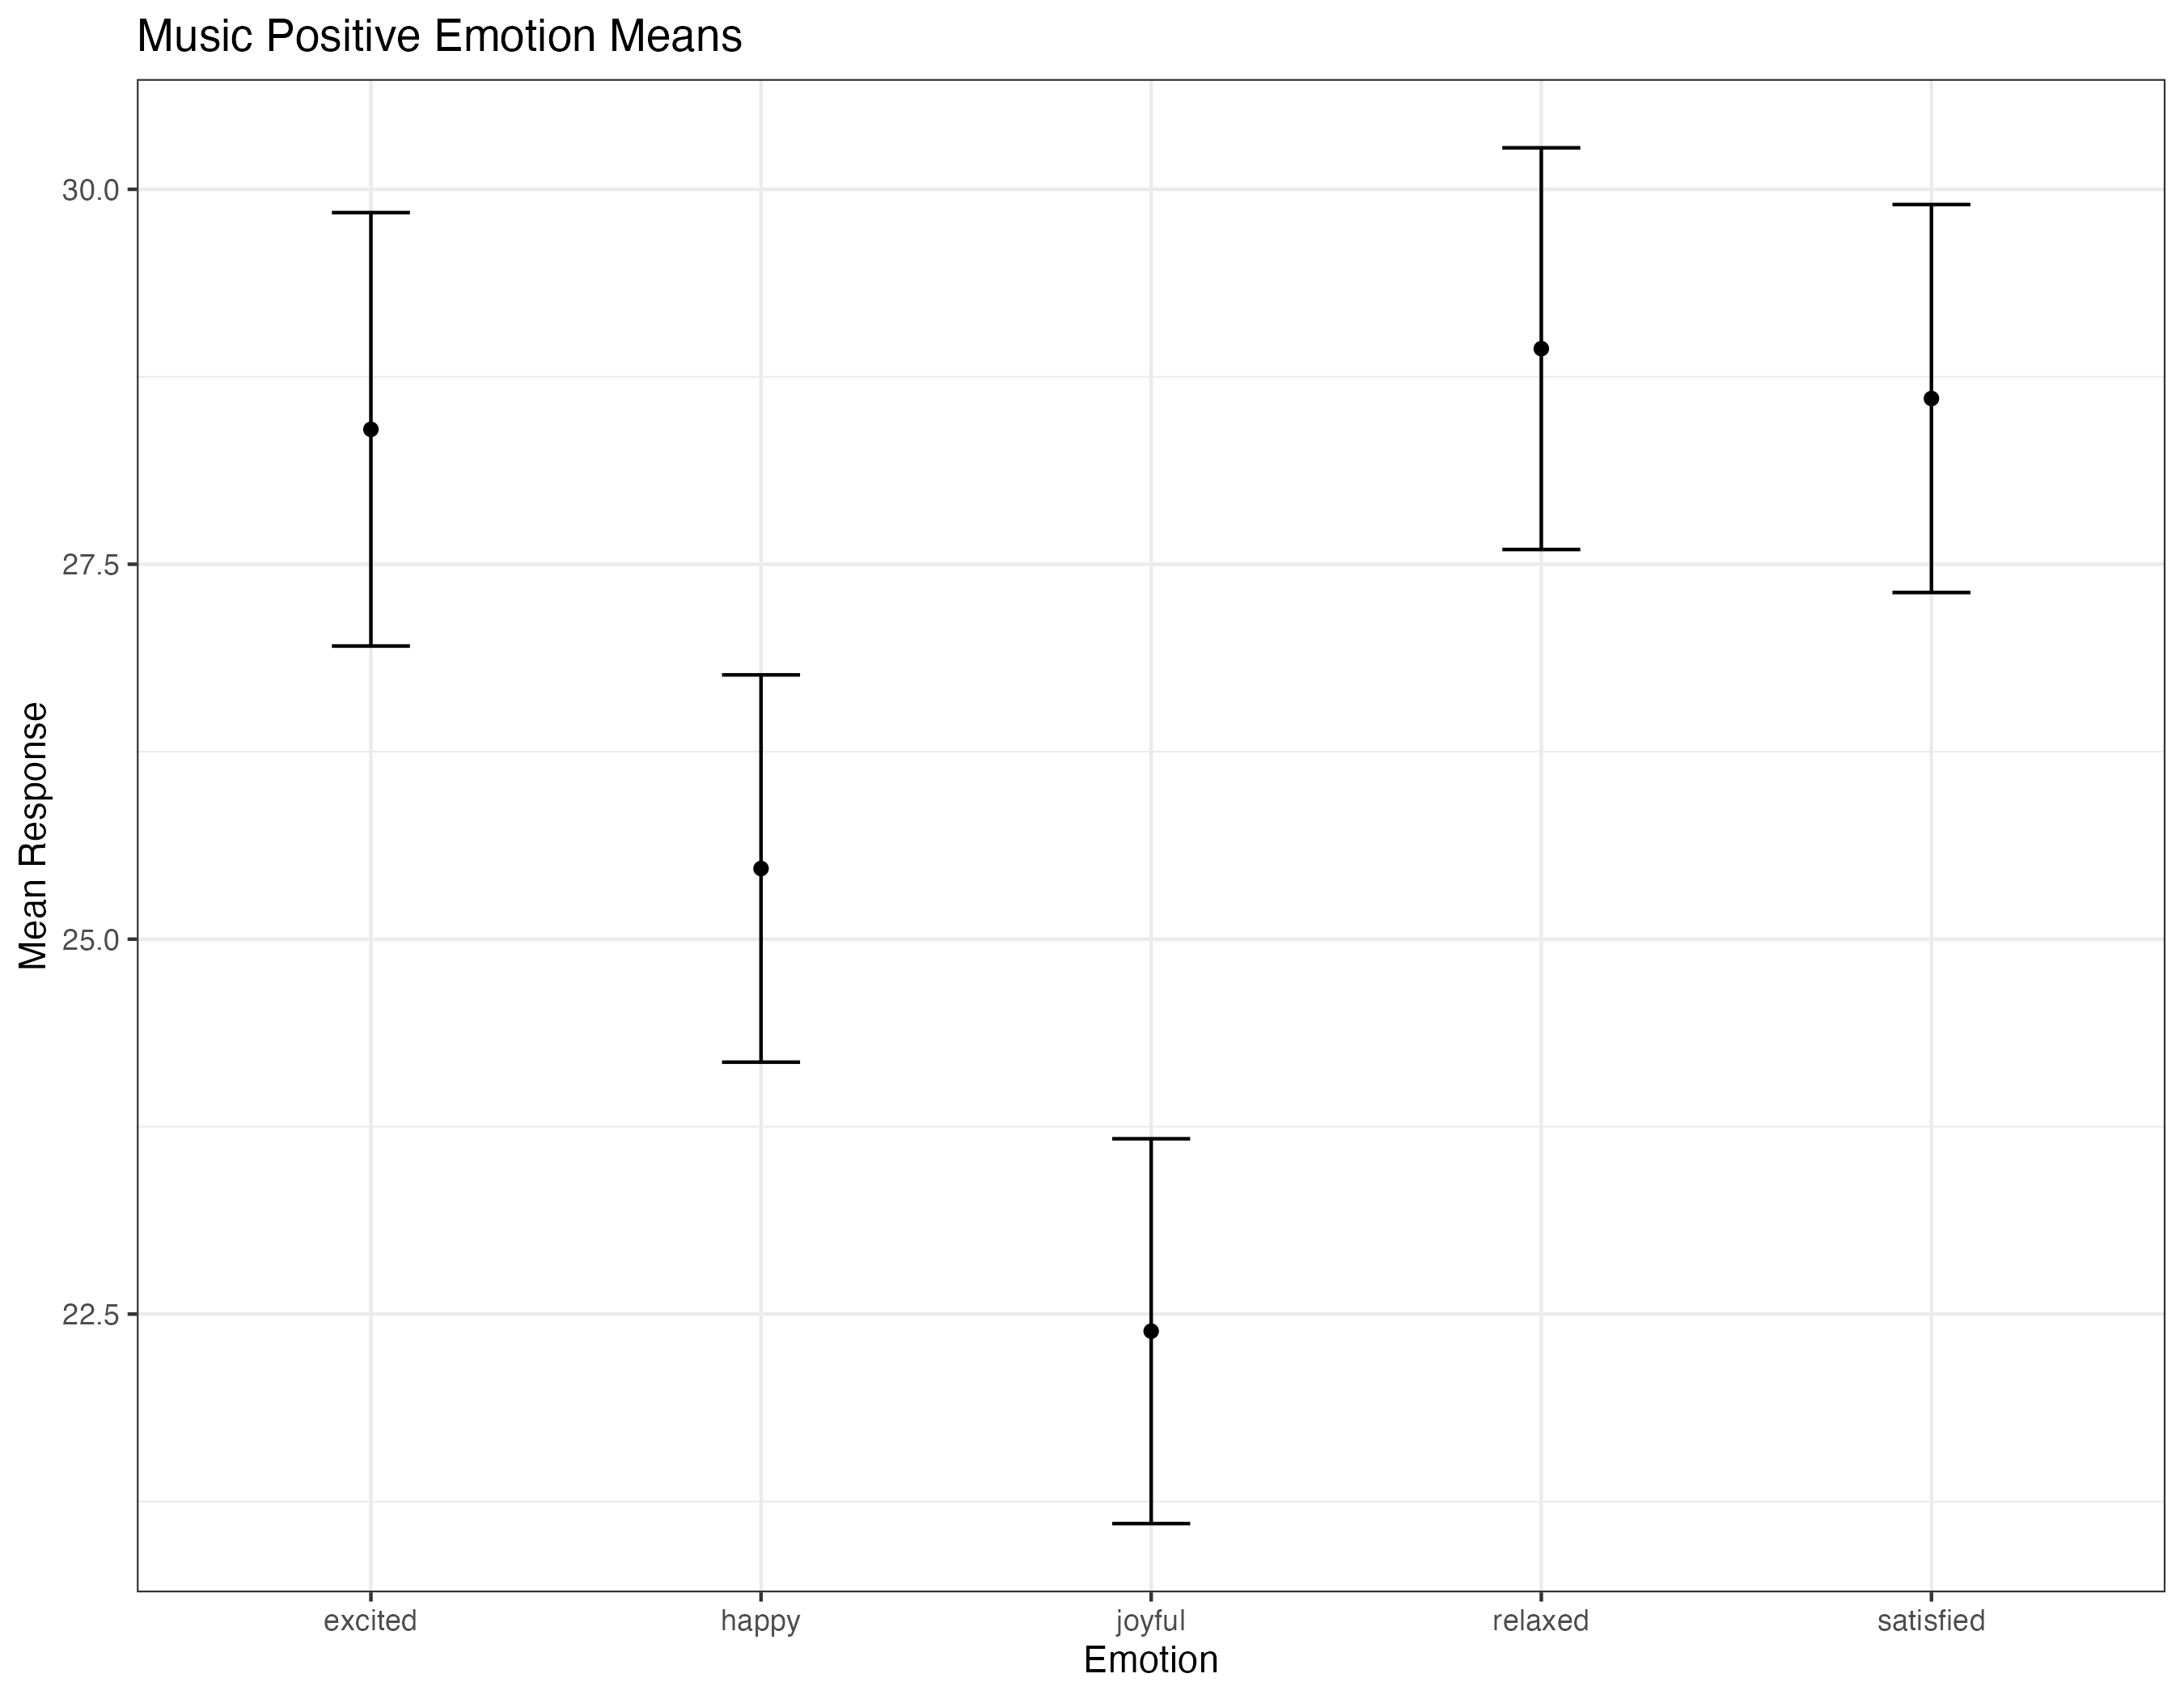 Music Positive Emotion Means
Mean Response
30.0
27.5
25.0
22.5
excited happy joyful relaxed satisfied
Emotion